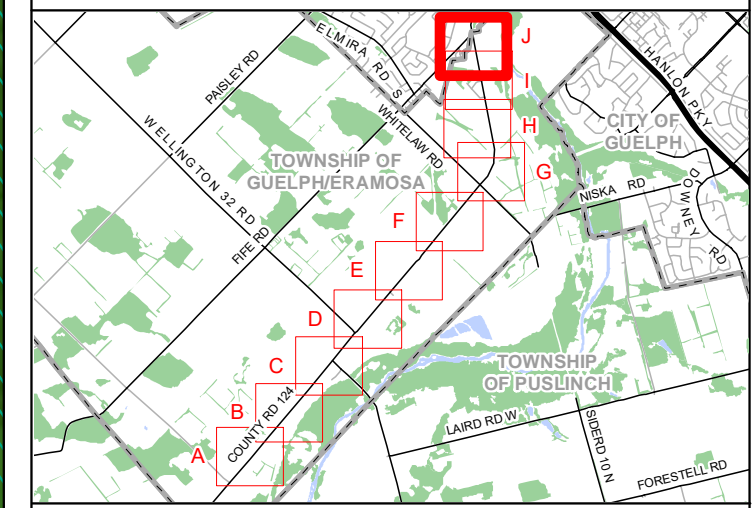 J
ELMIRA RD S
PAISLEY RD
HANLON PKY
I
WHITELAW RD
H
CITY OF
GUELPH
WELLINGTON 32 RD
TOWNSHIP OF
GUELPH/ERAMOSA
G
NISKA RD
DOWNEY RD
F
FIFE RD
E
D
TOWNSHIP
OF PUSLINCH
C
B
COUNTY RD 124
LAIRD RD W
SIDERD 10 N
A
FORESTELL RD